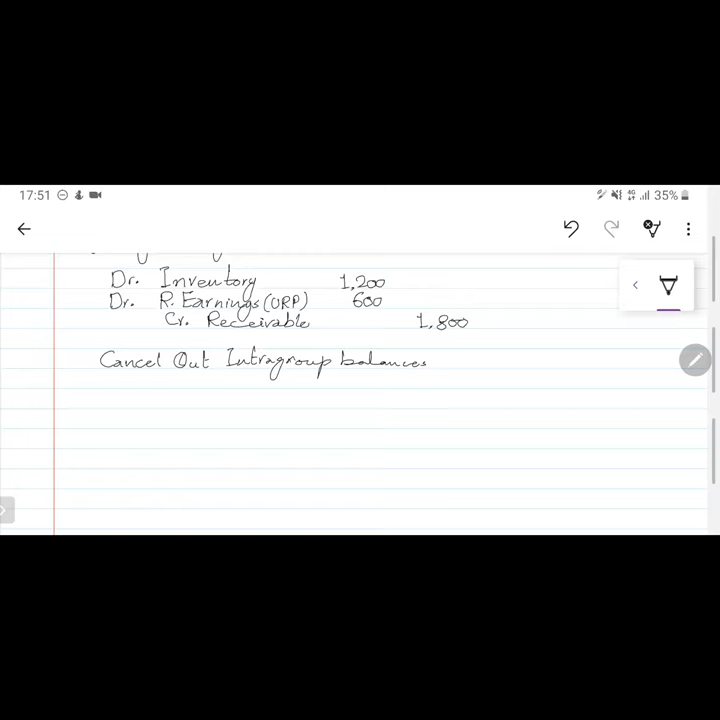 17:51 4G 35%
Dr. Inventory 1,200
Dr. R. Earnings (URP) 600
Cr. Receivable 1,800
Cancel Out Intragroup balances